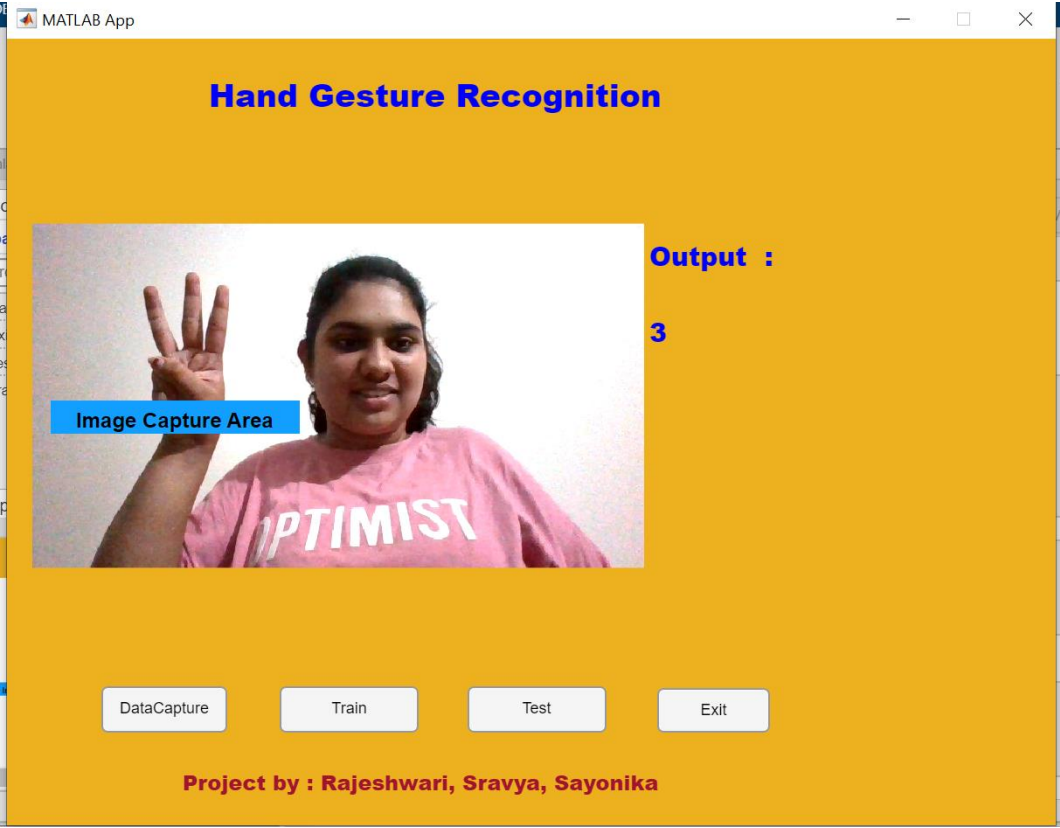 MATLAB App
Hand Gesture Recognition
Output :
3
Image Capture Area
OPTIMIST
DataCapture
Train
Test
Exit
Project by : Rajeshwari, Sravya, Sayonika